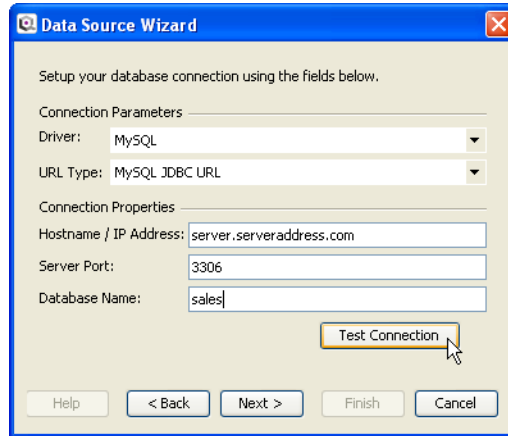 Data Source Wizard
Setup your database connection using the fields below.
Connection Parameters
Driver: MySQL
URL Type: MySQL JDBC URL
Connection Properties
Hostname / IP Address: server.serveraddress.com
Server Port: 3306
Database Name: sales
Test Connection
Help < Back Next > Finish Cancel